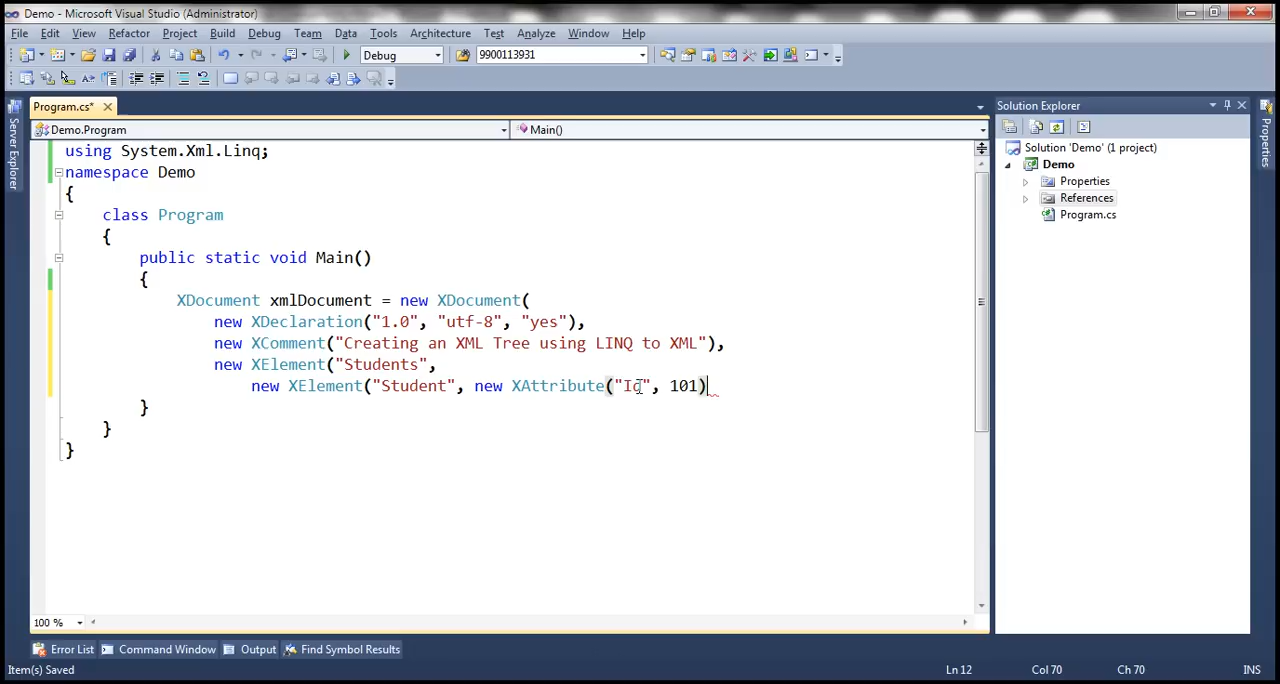 Demo - Microsoft Visual Studio (Administrator)
File Edit View Refactor Project Build Debug Team Data Tools Architecture Test Analyze Window Help
Debug 9900113931
Program.cs* Solution Explorer
Demo.Program Main()
Server Explorer
Properties
Solution 'Demo' (1 project)
Demo
Properties
References
Program.cs
using System.Xml.Linq;
namespace Demo
{
class Program
{
public static void Main()
{
XDocument xmlDocument = new XDocument(
new XDeclaration("1.0", "utf-8", "yes"),
new XComment("Creating an XML Tree using LINQ to XML"),
new XElement("Students",
new XElement("Student", new XAttribute("Id", 101)
}
}
}
100 %
Error List Command Window Output Find Symbol Results
Item(s) Saved Ln 12 Col 70 Ch 70 INS